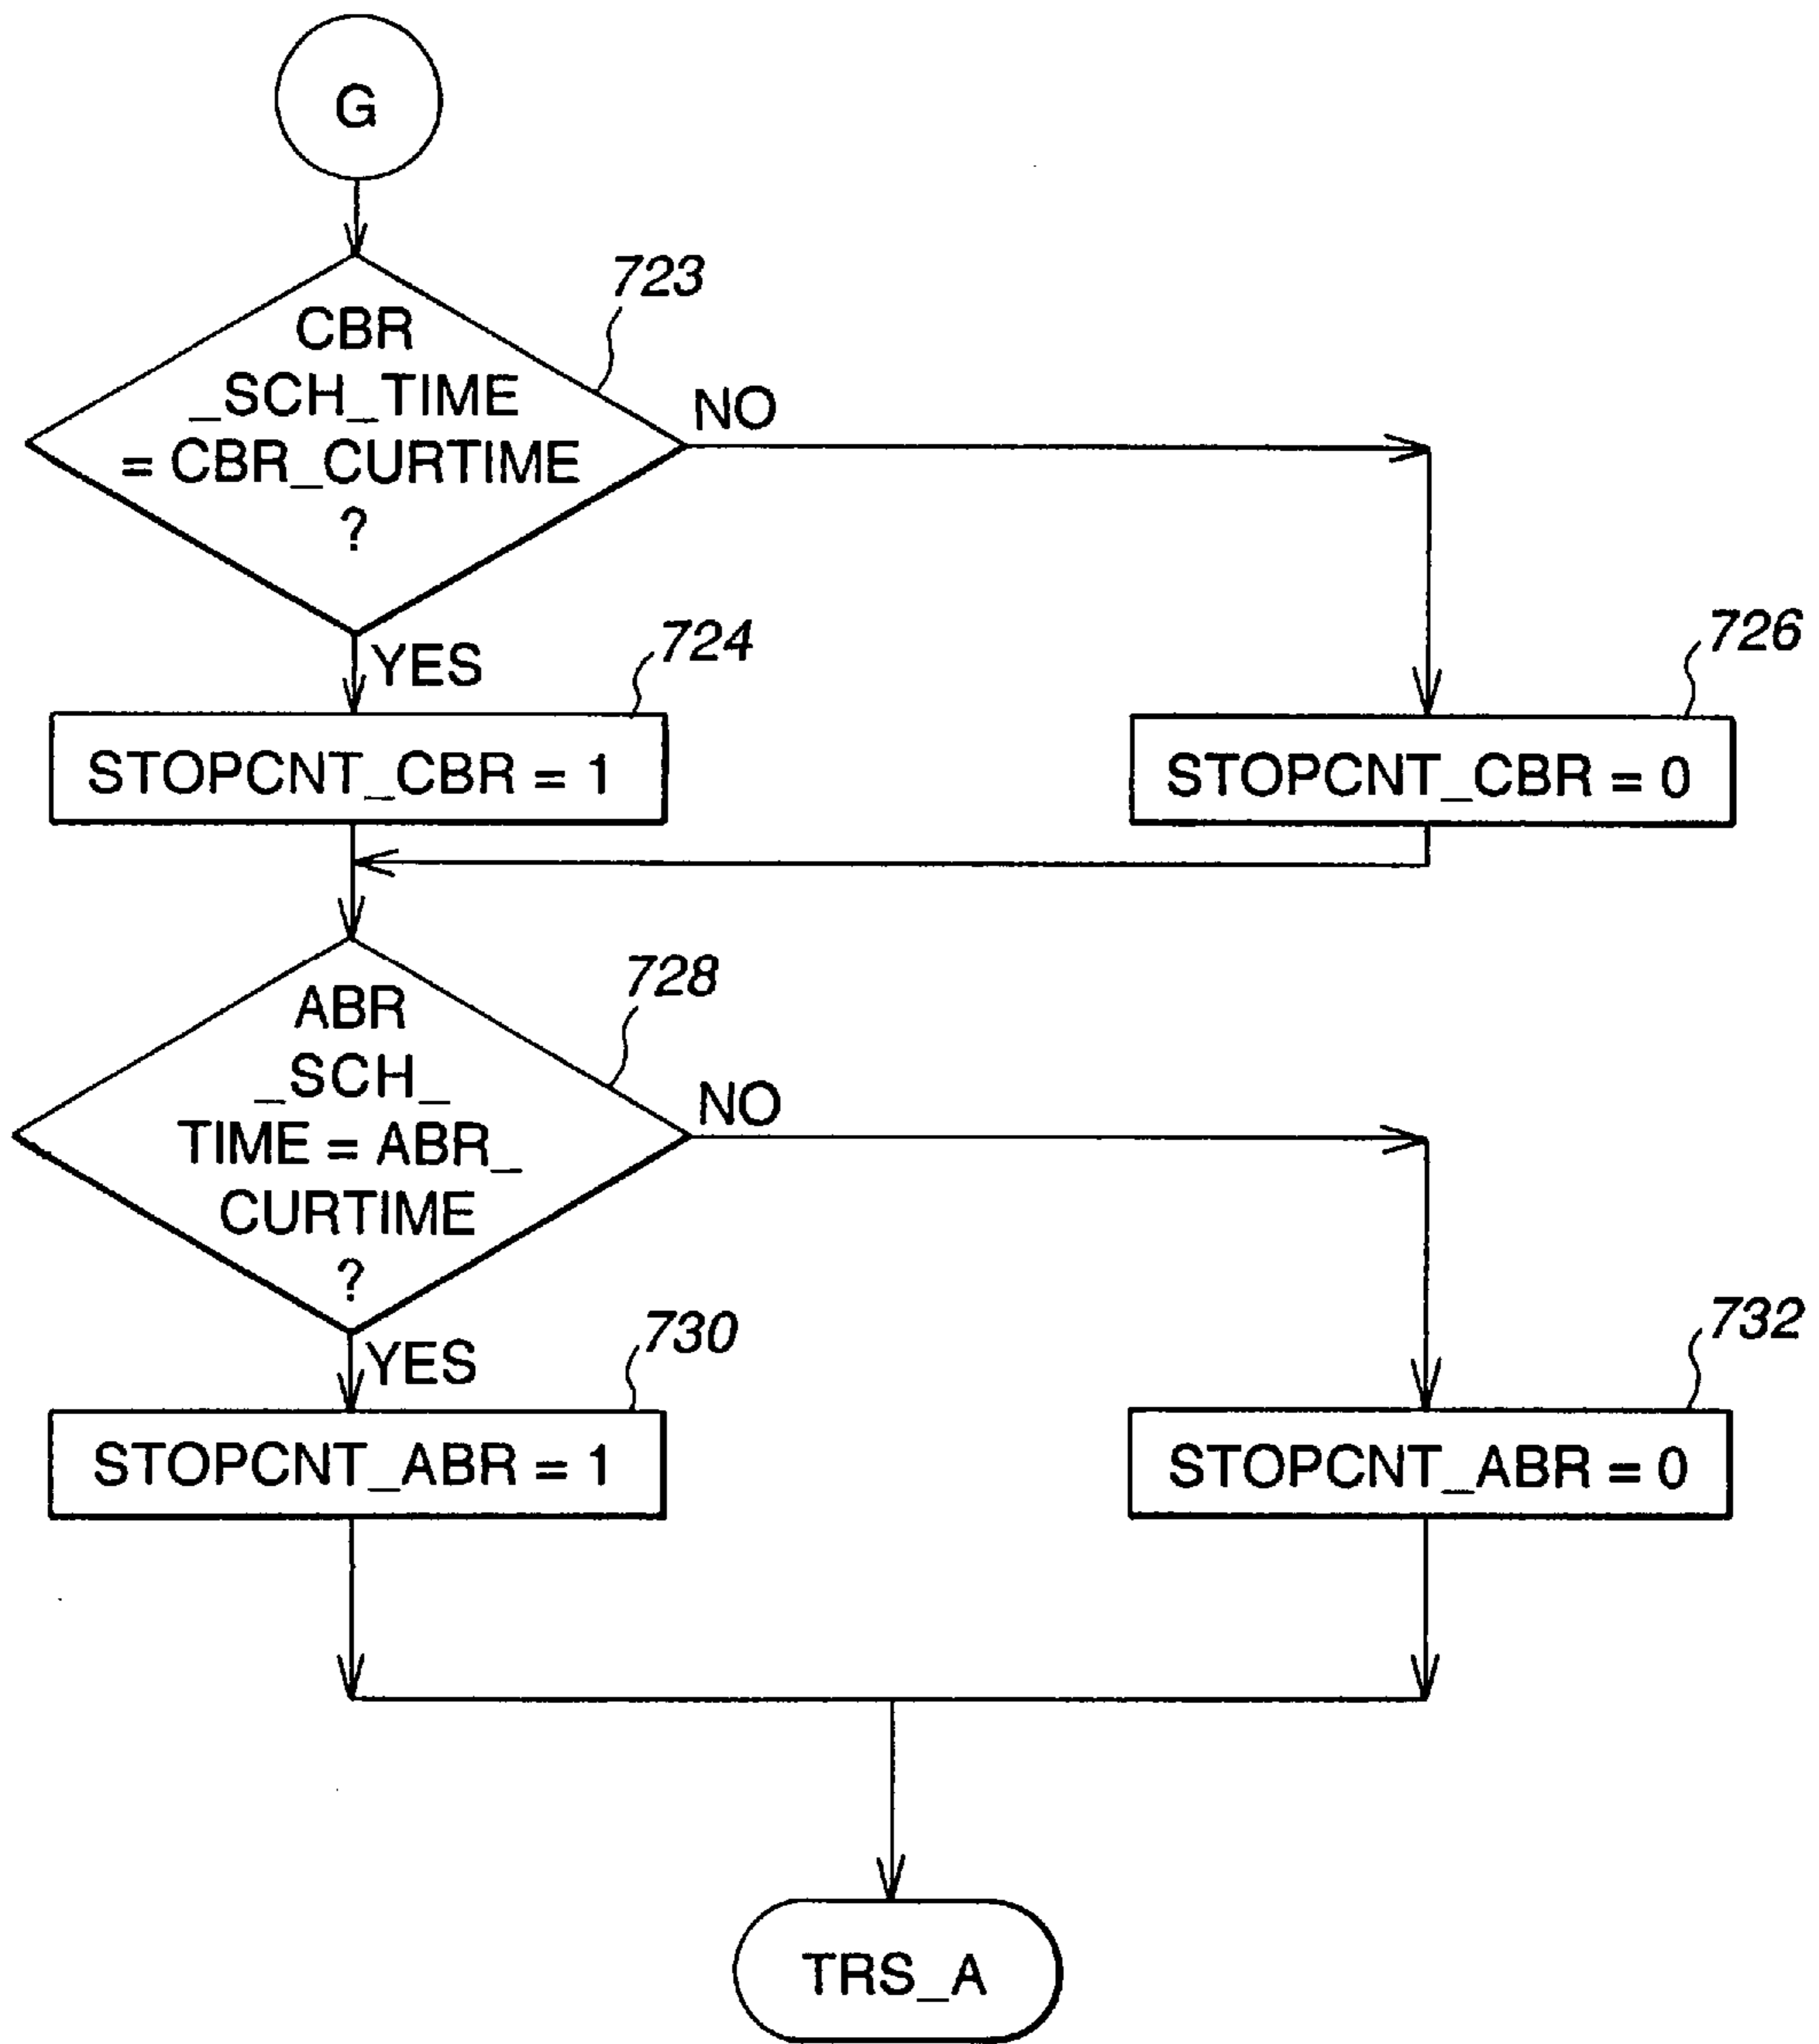 G
723
CBR
_SCH_TIME
= CBR_CURTIME
?
NO
YES
724
STOPCNT_CBR = 1
726
STOPCNT_CBR = 0
728
ABR
_SCH_
TIME = ABR_
CURTIME
?
NO
YES
730
STOPCNT_ABR = 1
732
STOPCNT_ABR = 0
TRS_A